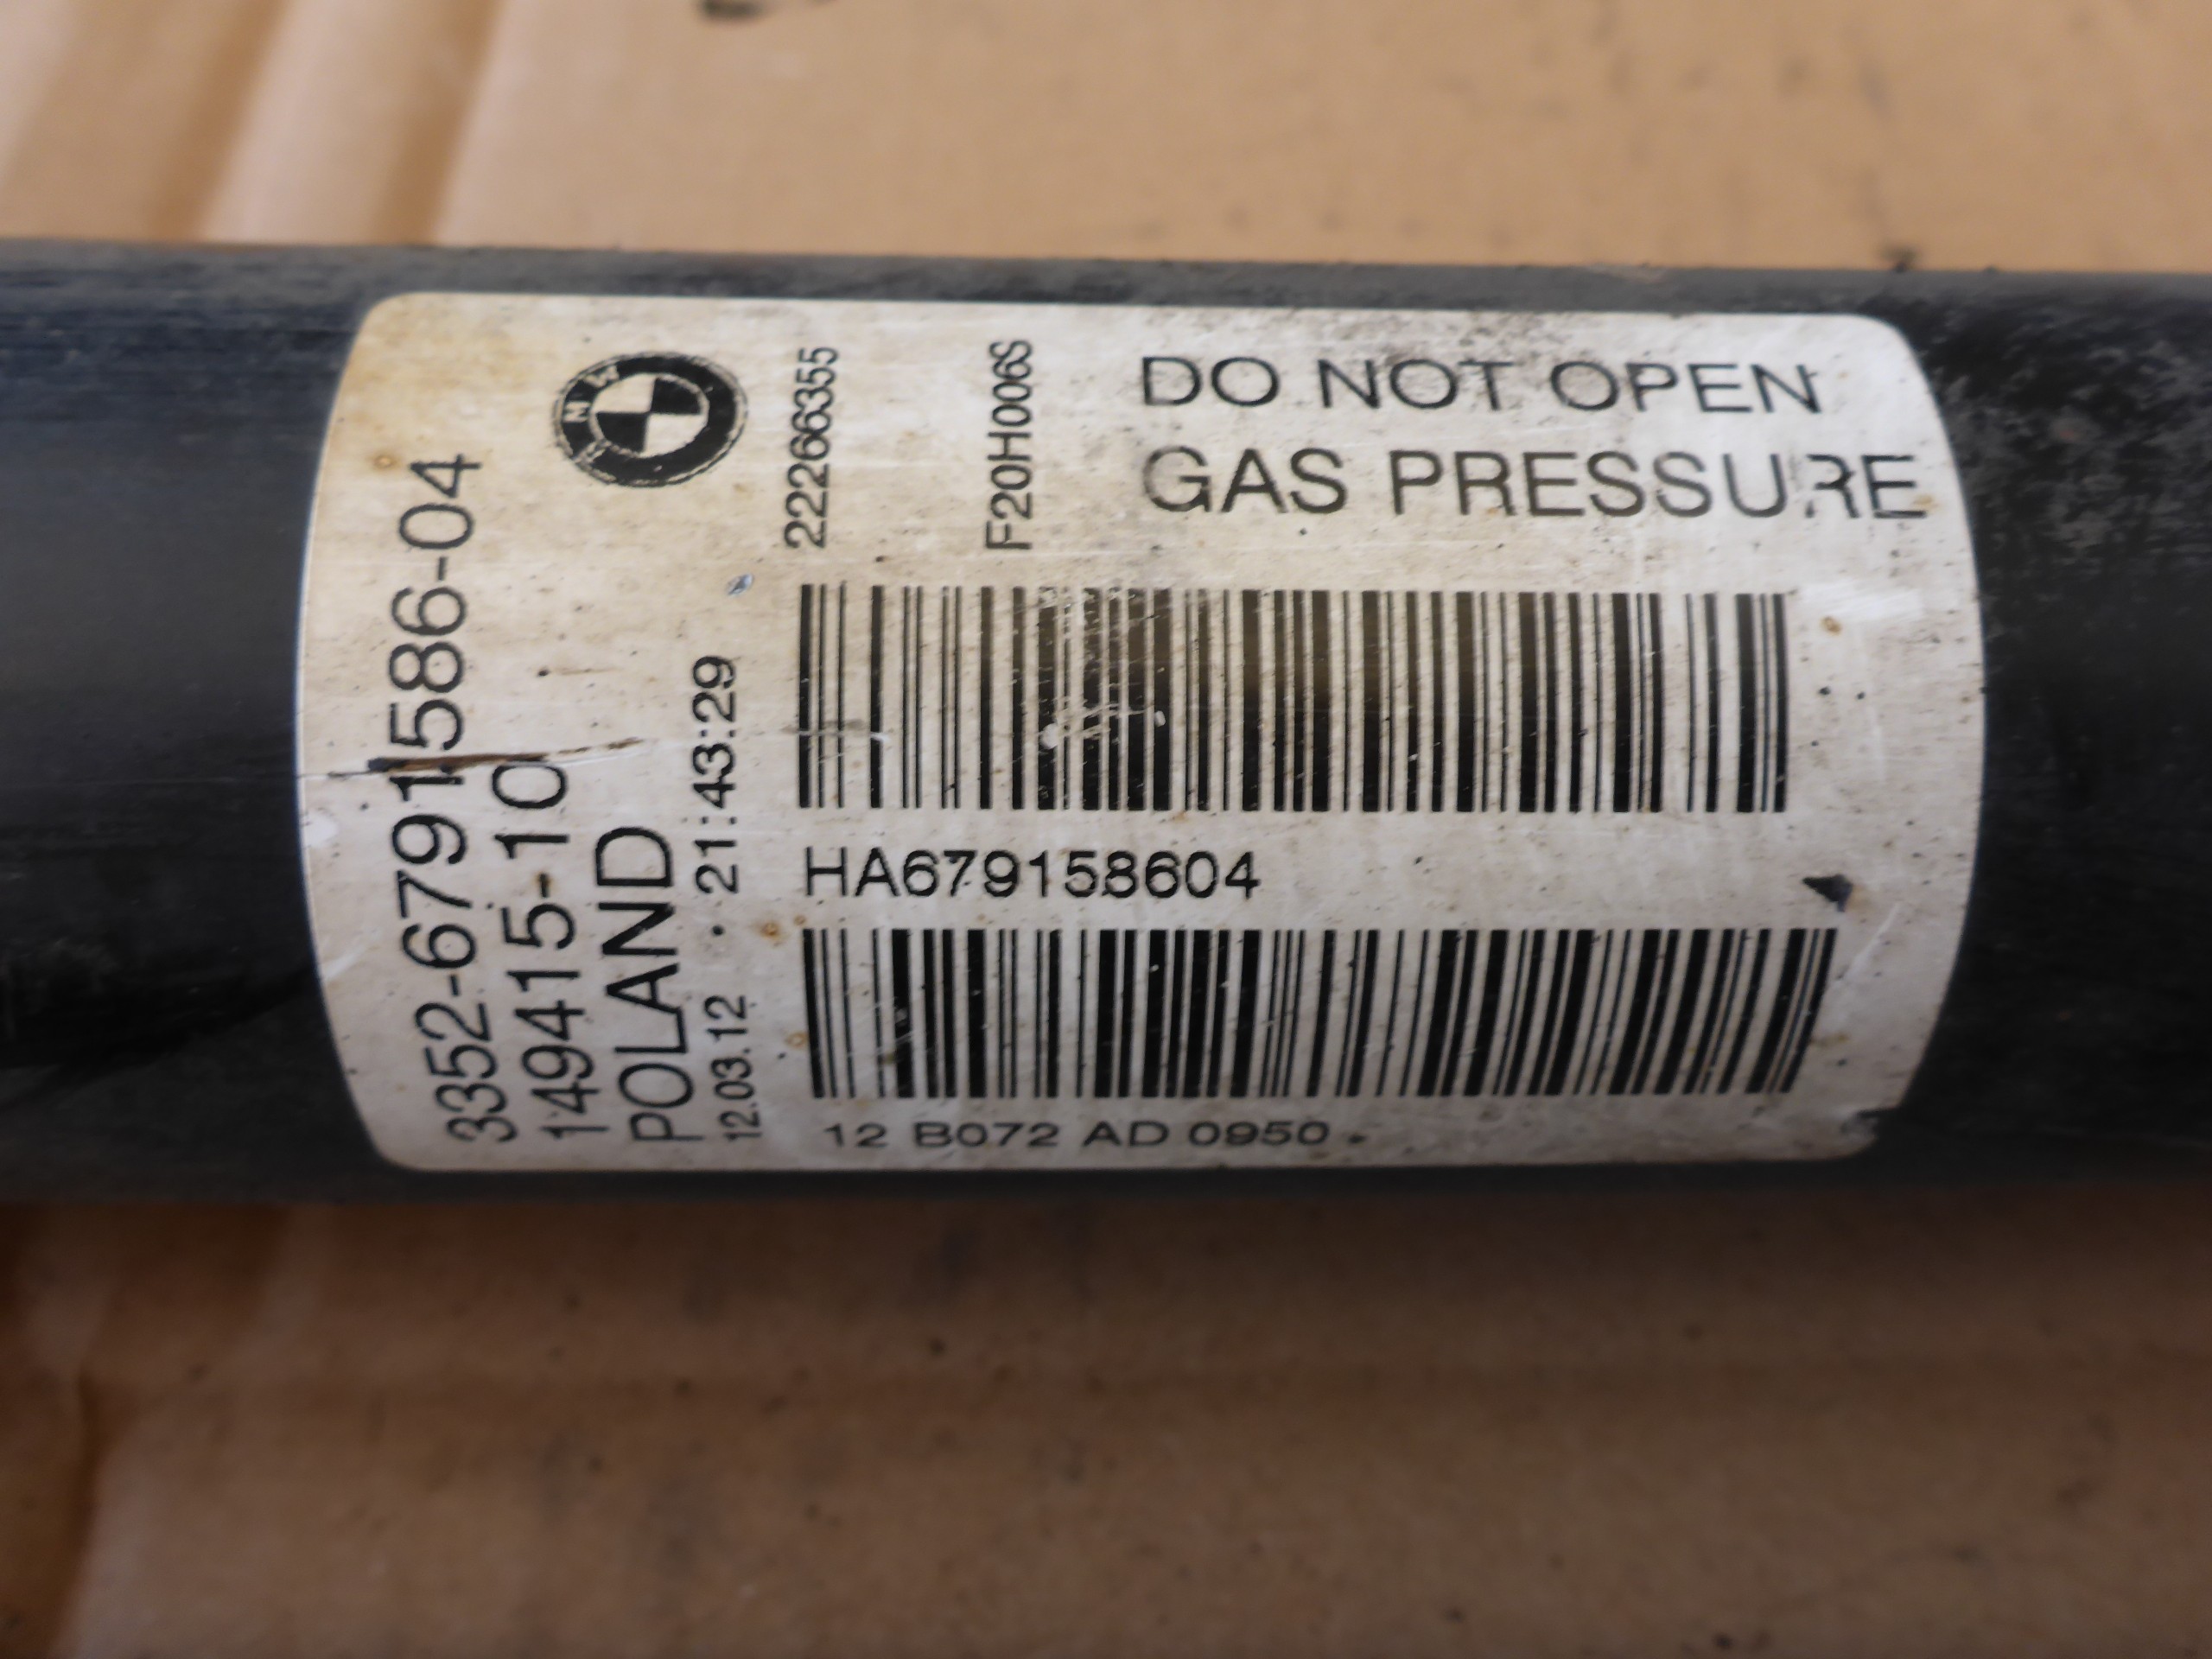 3352-6791586-04
149415-10
POLAND
12.03.12 · 21:43:29
BMW
22266355
F20H006S
DO NOT OPEN
GAS PRESSURE
HA679158604
12 B072 AD 0950